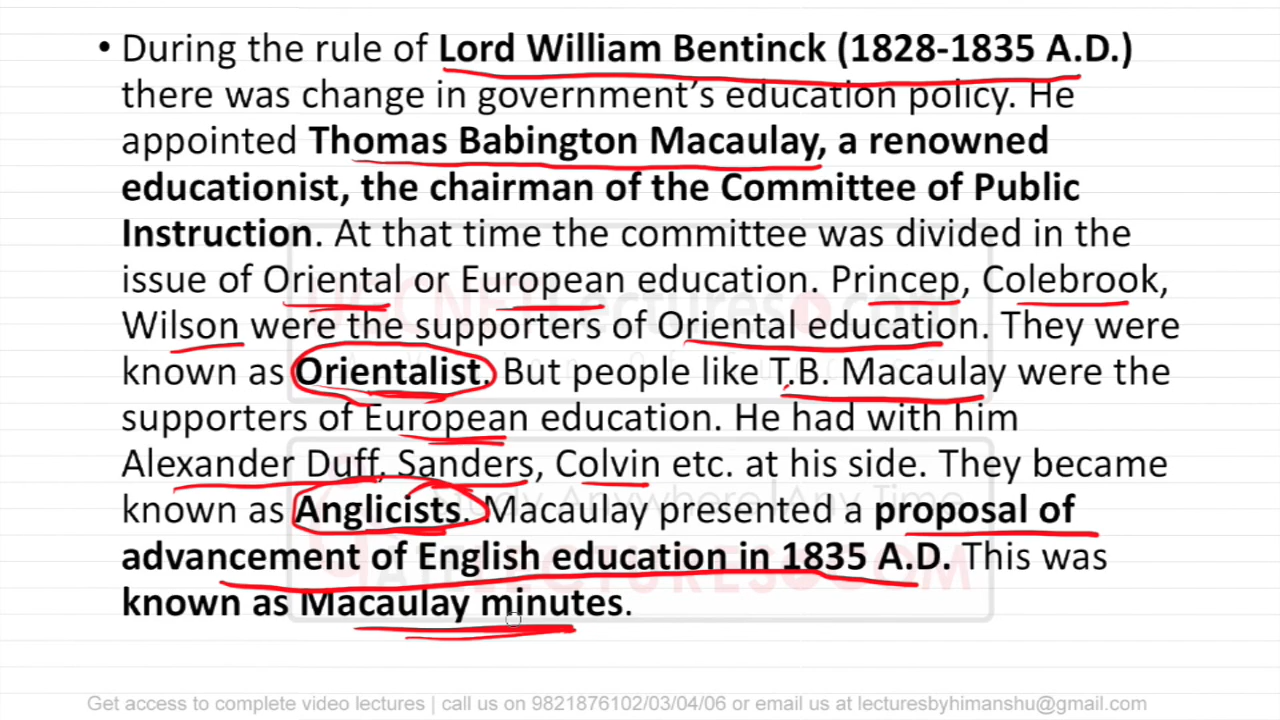 • During the rule of Lord William Bentinck (1828-1835 A.D.)
there was change in government's education policy. He
appointed Thomas Babington Macaulay, a renowned
educationist, the chairman of the Committee of Public
Instruction. At that time the committee was divided in the
issue of Oriental or European education. Princep, Colebrook,
Wilson were the supporters of Oriental education. They were
known as Orientalist. But people like T.B. Macaulay were the
supporters of European education. He had with him
Alexander Duff, Sanders, Colvin etc. at his side. They became
known as Anglicists. Macaulay presented a proposal of
advancement of English education in 1835 A.D. This was
known as Macaulay minutes.
Get access to complete video lectures | call us on 9821876102/03/04/06 or email us at lecturesbyhimanshu@gmail.com